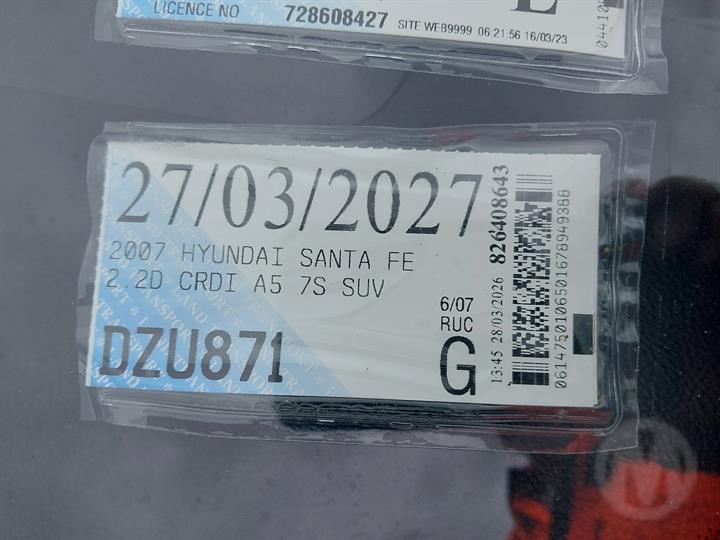 LICENCE NO 728608427 SITE WEB9999 06:21:56 16/03/23
27/03/2027
2007 HYUNDAI SANTA FE
2.2D CRDI A5 7S SUV
6/07
RUC
DZU871
G
13:45 28/03/2026 826408643
0614750106501678949388